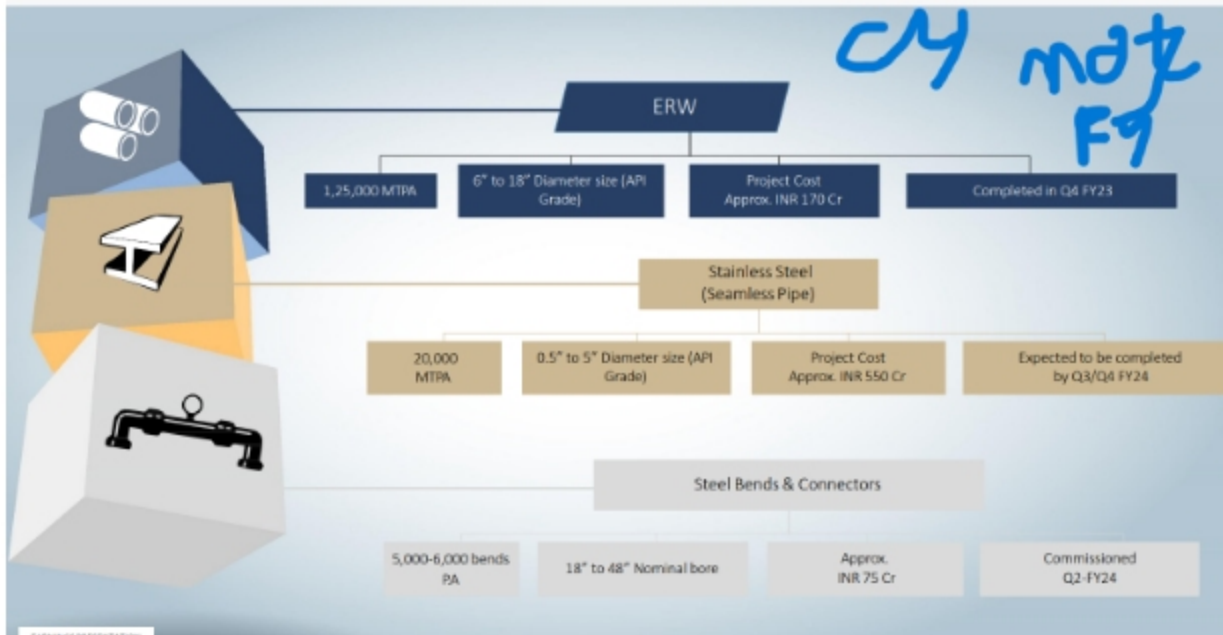 CY not
FY
ERW
1,25,000 MTPA
6" to 18" Diameter size (API
Grade)
Project Cost
Approx. INR 170 Cr
Completed in Q4 FY23
Stainless Steel
(Seamless Pipe)
20,000
MTPA
0.5" to 5" Diameter size (API
Grade)
Project Cost
Approx. INR 550 Cr
Expected to be completed
by Q3/Q4 FY24
Steel Bends & Connectors
5,000-6,000 bends
PA
18" to 48" Nominal bore
Approx.
INR 75 Cr
Commissioned
Q2-FY24